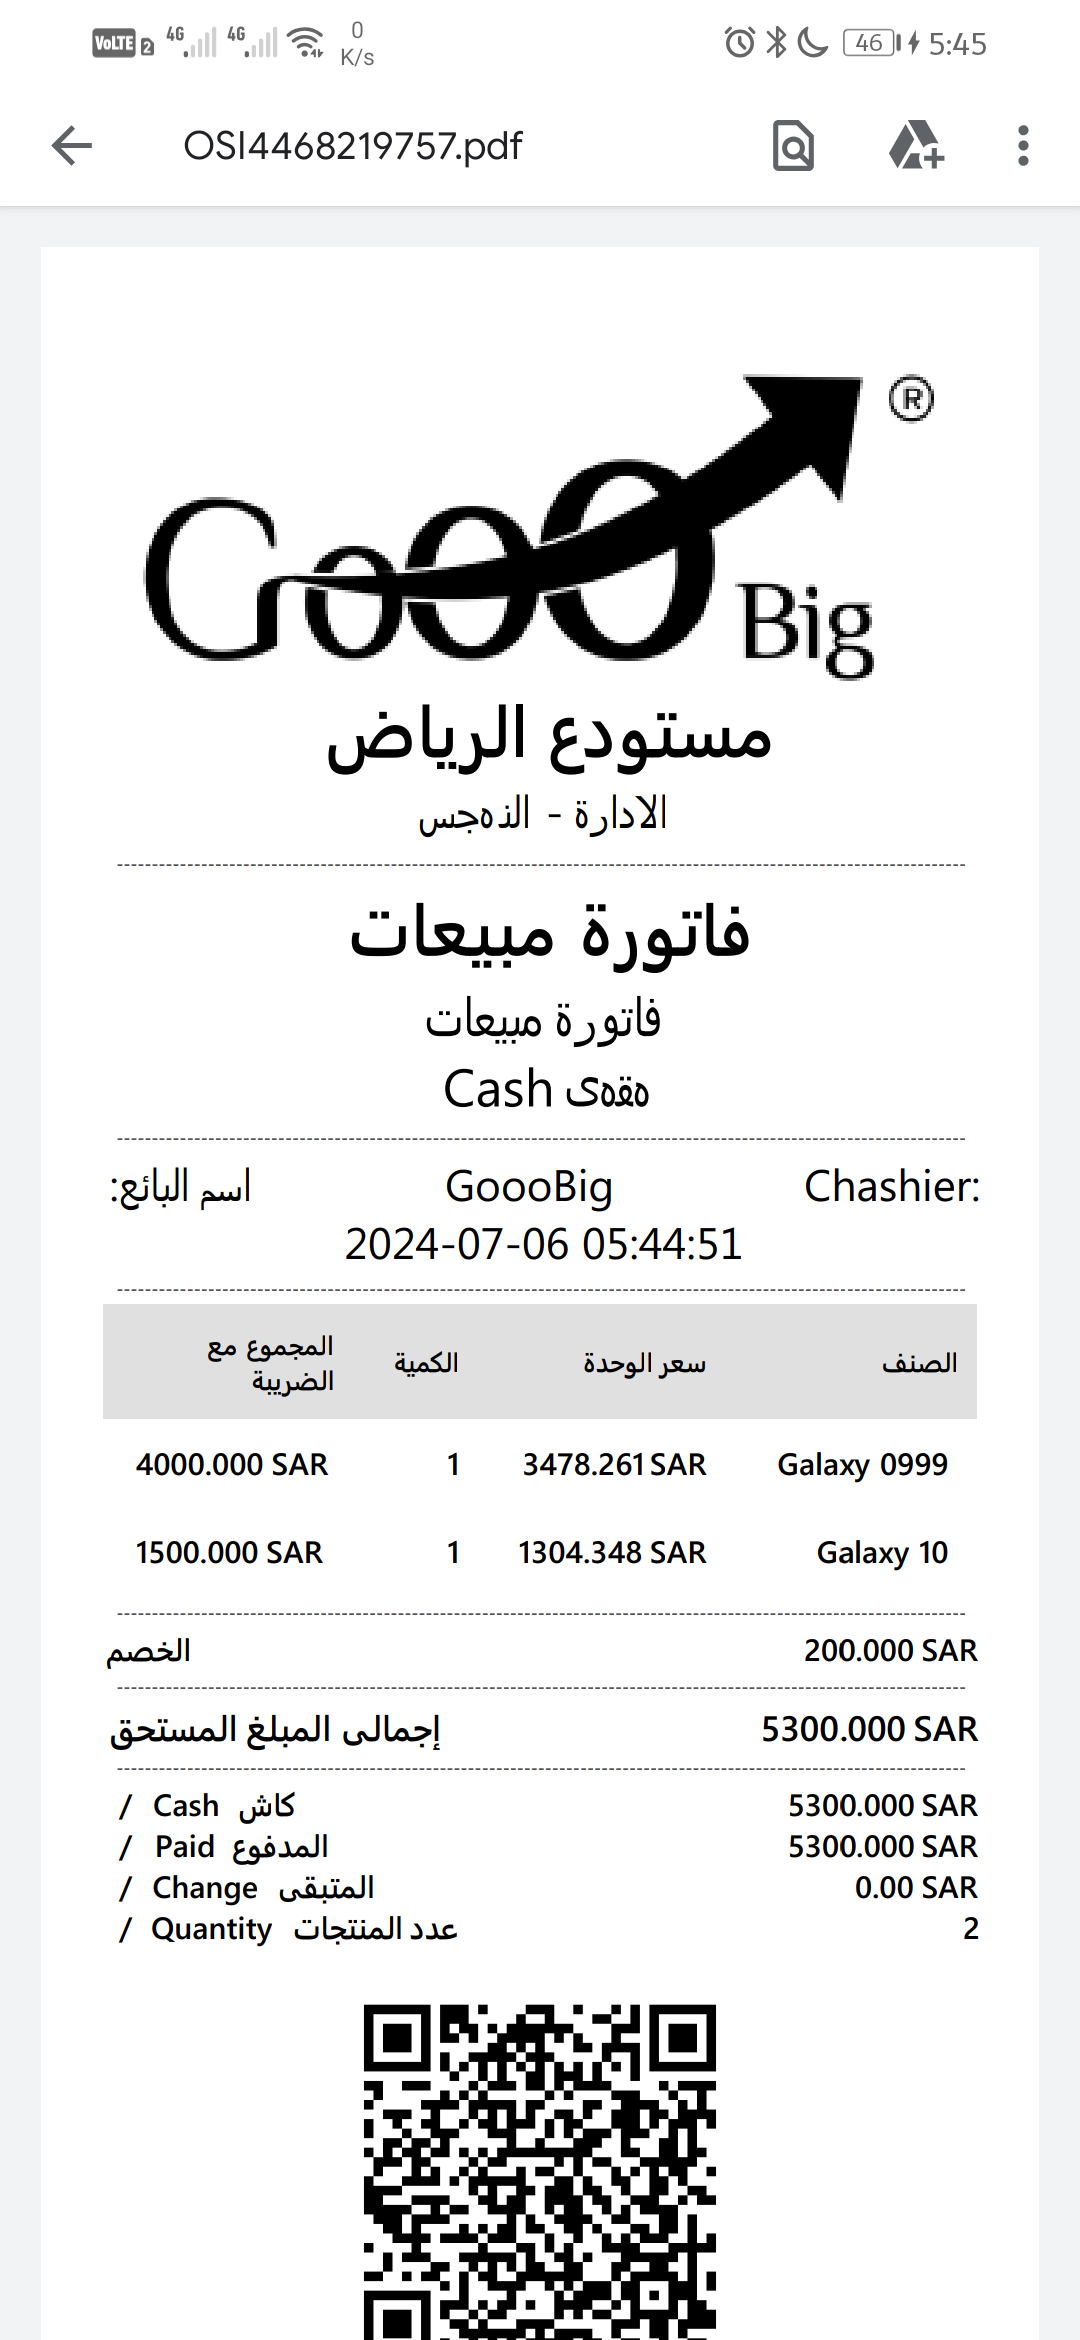 VoLTE 2 4G 4G 0 K/s 46 5:45
OSI4468219757.pdf
GoooBig ®
مستودع الرياض
الادارة - النهجس
فاتورة مبيعات
فاتورة مبيعات
Cash هقهى
اسم البائع: GoooBig Chashier:
2024-07-06 05:44:51
الصنف سعر الوحدة الكمية المجموع مع الضريبة
Galaxy 0999 3478.261 SAR 1 4000.000 SAR
Galaxy 10 1304.348 SAR 1 1500.000 SAR
الخصم 200.000 SAR
إجمالى المبلغ المستحق 5300.000 SAR
/ Cash كاش 5300.000 SAR
/ Paid المدفوع 5300.000 SAR
/ Change المتبقى 0.00 SAR
/ Quantity عدد المنتجات 2